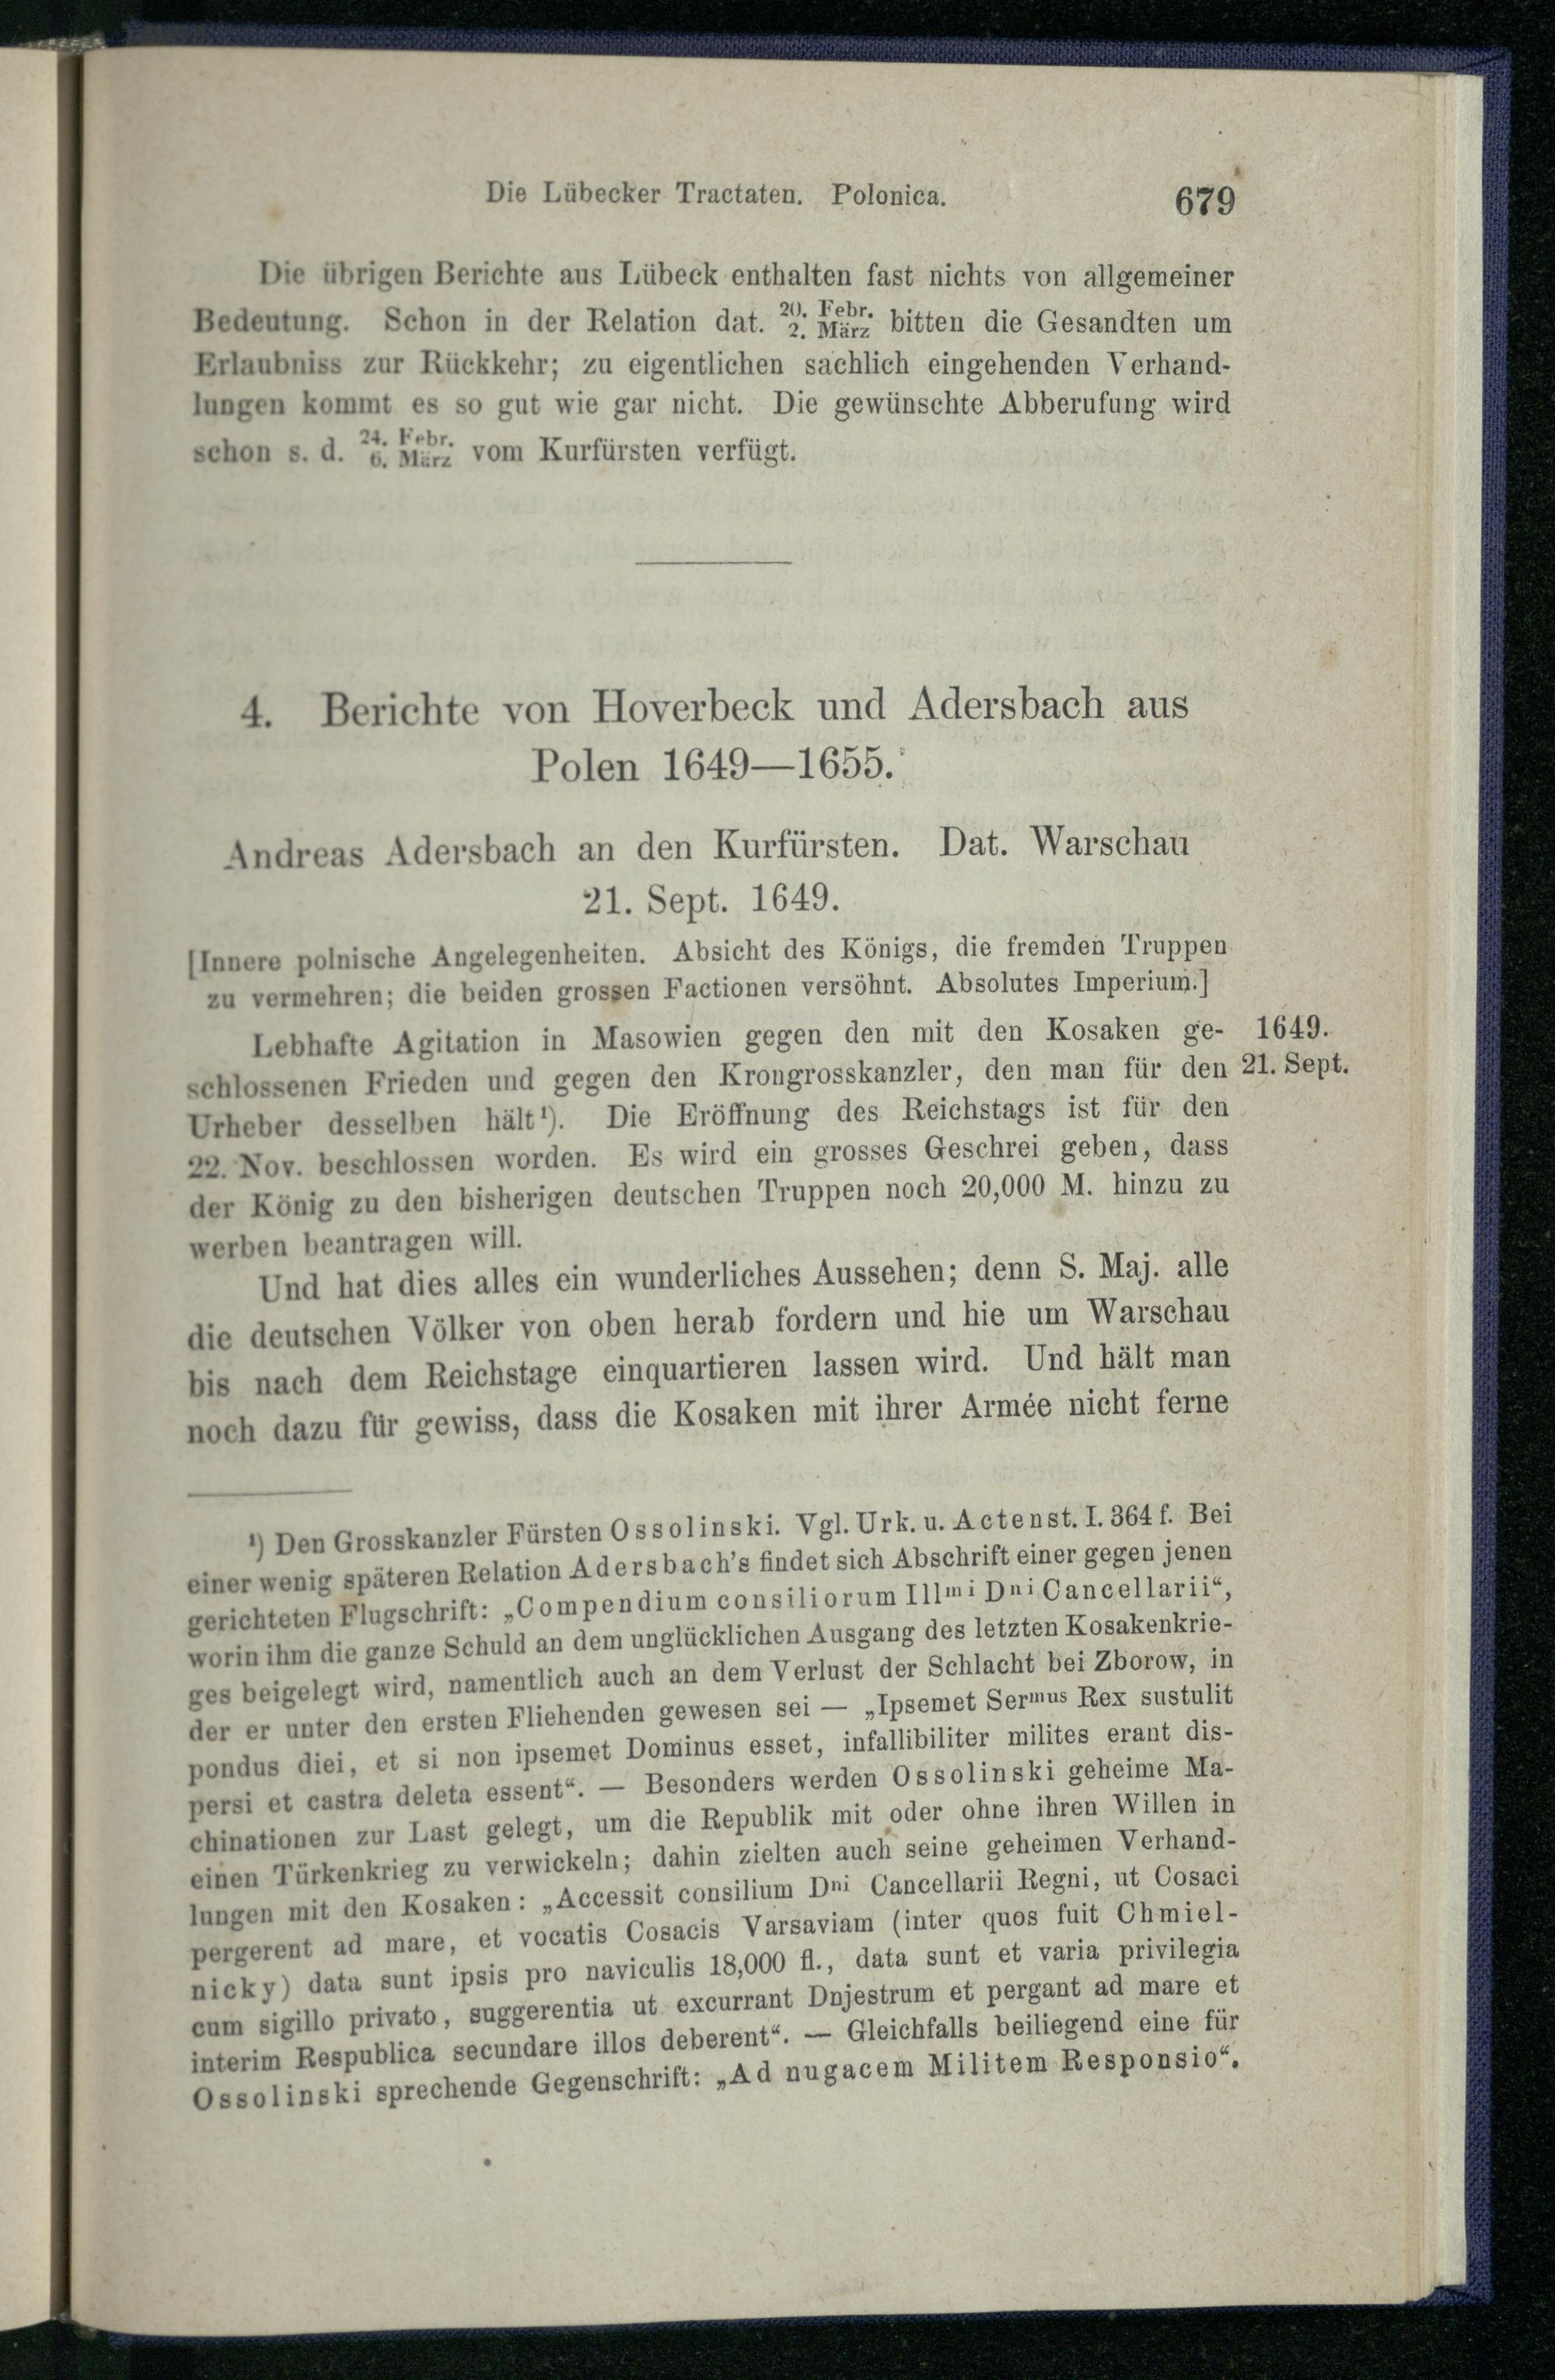 Die Lübecker Tractaten. Polonica. 679
Die übrigen Berichte aus Lübeck enthalten fast nichts von allgemeiner
Bedeutung. Schon in der Relation dat. 20. Febr./2. März bitten die Gesandten um
Erlaubniss zur Rückkehr; zu eigentlichen sachlich eingehenden Verhand-
lungen kommt es so gut wie gar nicht. Die gewünschte Abberufung wird
schon s. d. 24. Febr./6. März vom Kurfürsten verfügt.
4. Berichte von Hoverbeck und Adersbach aus
Polen 1649—1655.
Andreas Adersbach an den Kurfürsten. Dat. Warschau
21. Sept. 1649.
[Innere polnische Angelegenheiten. Absicht des Königs, die fremden Truppen
zu vermehren; die beiden grossen Factionen versöhnt. Absolutes Imperium.]
Lebhafte Agitation in Masowien gegen den mit den Kosaken ge- 1649.
schlossenen Frieden und gegen den Krongrosskanzler, den man für den 21. Sept.
Urheber desselben hält¹). Die Eröffnung des Reichstags ist für den
22. Nov. beschlossen worden. Es wird ein grosses Geschrei geben, dass
der König zu den bisherigen deutschen Truppen noch 20,000 M. hinzu zu
werben beantragen will.
Und hat dies alles ein wunderliches Aussehen; denn S. Maj. alle
die deutschen Völker von oben herab fordern und hie um Warschau
bis nach dem Reichstage einquartieren lassen wird. Und hält man
noch dazu für gewiss, dass die Kosaken mit ihrer Armée nicht ferne
¹) Den Grosskanzler Fürsten Ossolinski. Vgl. Urk. u. Actenst. I. 364 f. Bei
einer wenig späteren Relation Adersbach's findet sich Abschrift einer gegen jenen
gerichteten Flugschrift: „Compendium consiliorum Illmi Dni Cancellarii“,
worin ihm die ganze Schuld an dem unglücklichen Ausgang des letzten Kosakenkrie-
ges beigelegt wird, namentlich auch an dem Verlust der Schlacht bei Zborow, in
der er unter den ersten Fliehenden gewesen sei — „Ipsemet Sermus Rex sustulit
pondus diei, et si non ipsemet Dominus esset, infallibiliter milites erant dis-
persi et castra deleta essent“. — Besonders werden Ossolinski geheime Ma-
chinationen zur Last gelegt, um die Republik mit oder ohne ihren Willen in
einen Türkenkrieg zu verwickeln; dahin zielten auch seine geheimen Verhand-
lungen mit den Kosaken: „Accessit consilium Dni Cancellarii Regni, ut Cosaci
pergerent ad mare, et vocatis Cosacis Varsaviam (inter quos fuit Chmiel-
nicky) data sunt ipsis pro naviculis 18,000 fl., data sunt et varia privilegia
cum sigillo privato, suggerentia ut excurrant Dnjestrum et pergant ad mare et
interim Respublica secundare illos deberent“. — Gleichfalls beiliegend eine für
Ossolinski sprechende Gegenschrift: „Ad nugacem Militem Responsio“.